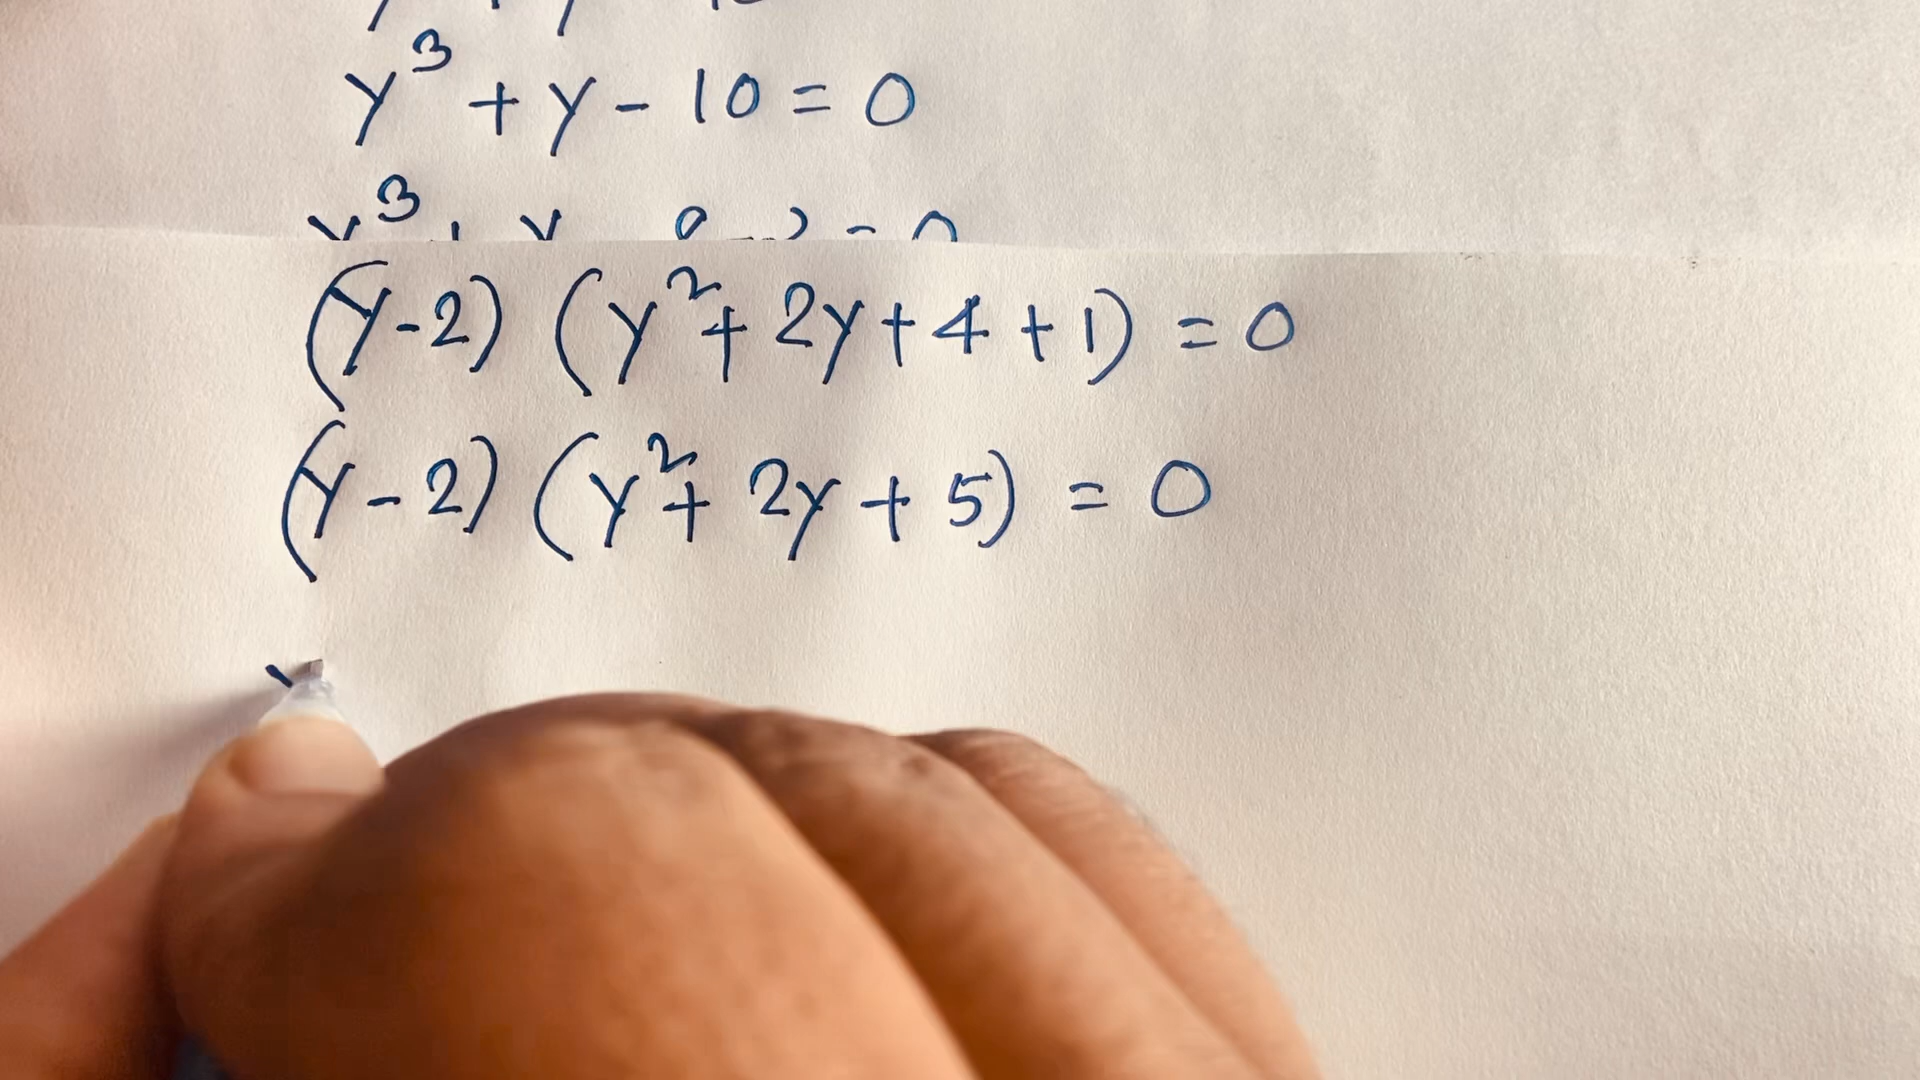 y³ + y - 10 = 0
(y-2) (y² + 2y + 4 + 1) = 0
(y - 2) (y² + 2y + 5) = 0